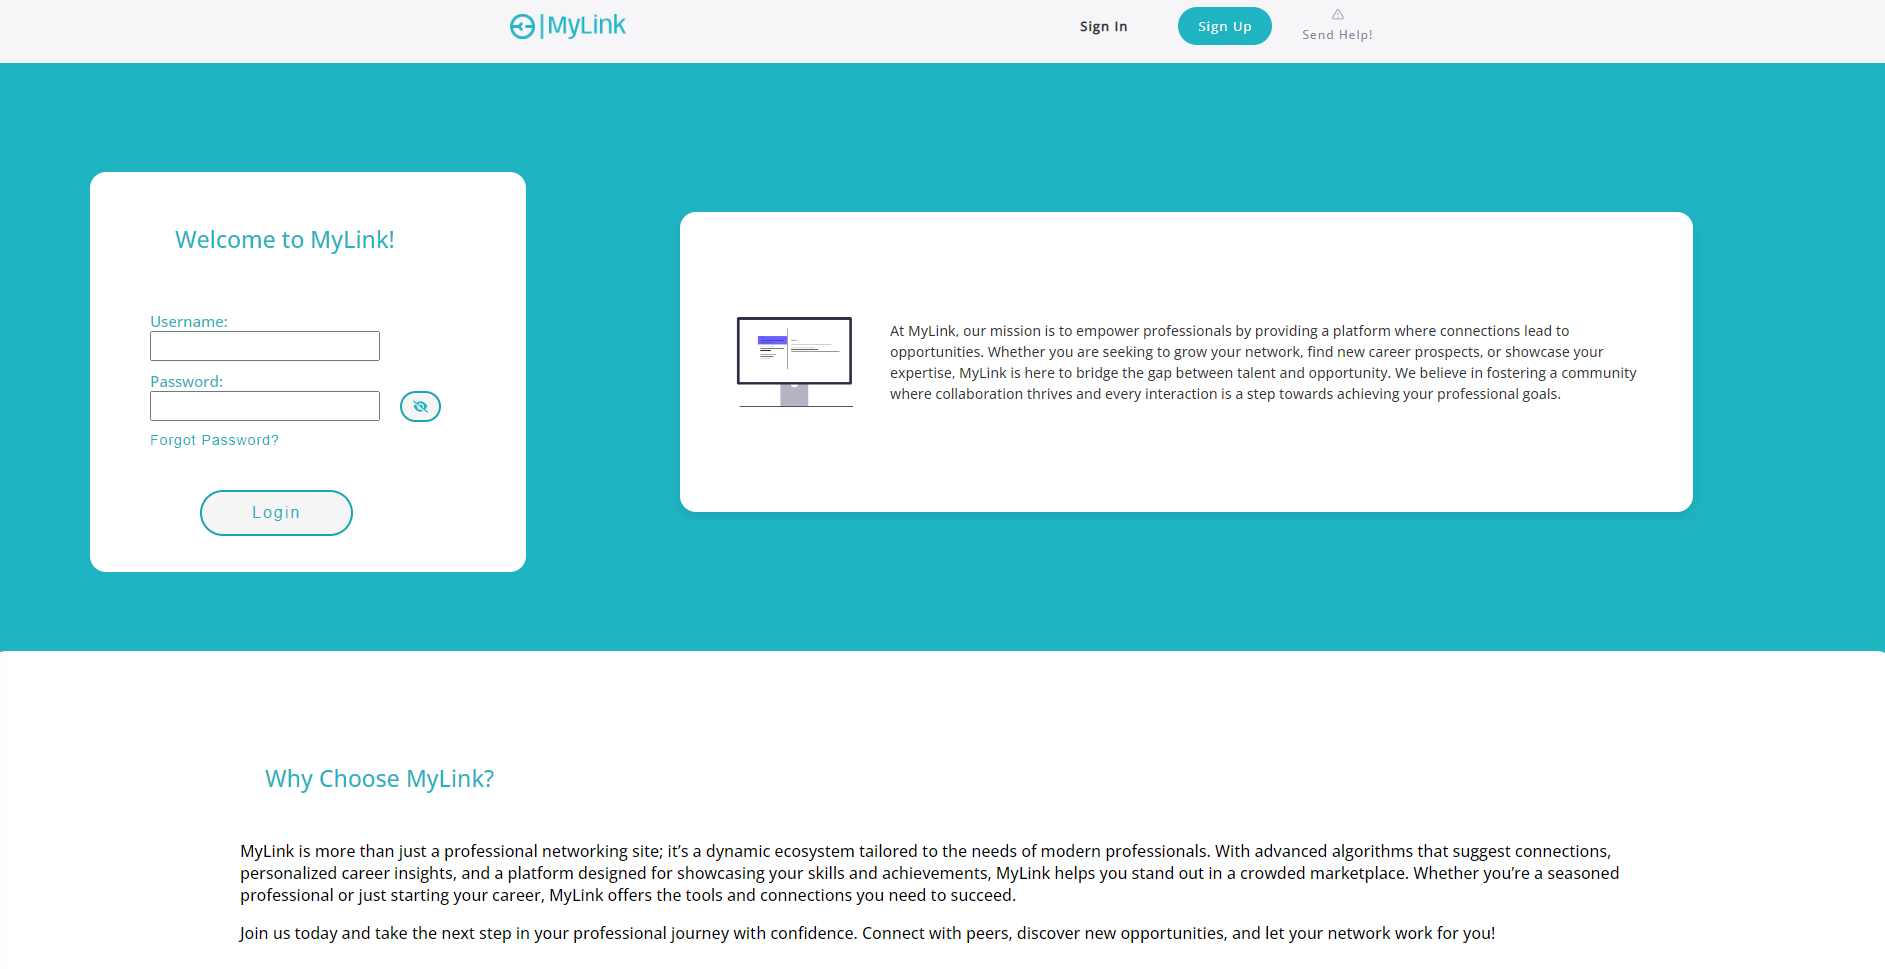 MyLink
Sign In
Sign Up
Send Help!
Welcome to MyLink!
Username:
Password:
Forgot Password?
Login
At MyLink, our mission is to empower professionals by providing a platform where connections lead to
opportunities. Whether you are seeking to grow your network, find new career prospects, or showcase your
expertise, MyLink is here to bridge the gap between talent and opportunity. We believe in fostering a community
where collaboration thrives and every interaction is a step towards achieving your professional goals.
Why Choose MyLink?
MyLink is more than just a professional networking site; it’s a dynamic ecosystem tailored to the needs of modern professionals. With advanced algorithms that suggest connections,
personalized career insights, and a platform designed for showcasing your skills and achievements, MyLink helps you stand out in a crowded marketplace. Whether you’re a seasoned
professional or just starting your career, MyLink offers the tools and connections you need to succeed.
Join us today and take the next step in your professional journey with confidence. Connect with peers, discover new opportunities, and let your network work for you!